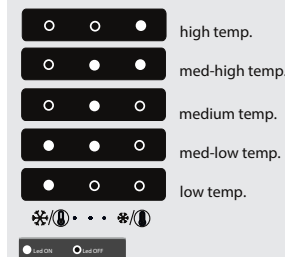 high temp.
med-high temp.
medium temp.
med-low temp.
low temp.
Led ON Led OFF